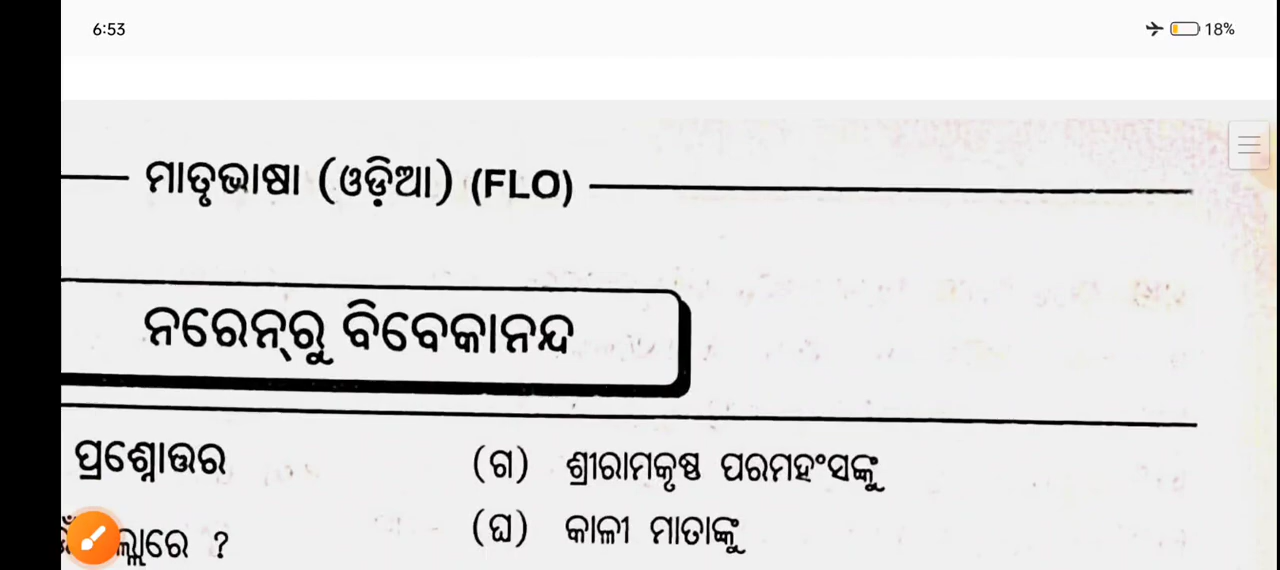 6:53 18%
ମାତୃଭାଷା (ଓଡ଼ିଆ) (FLO)
ନରେନ୍‌ରୁ ବିବେକାନନ୍ଦ
ପ୍ରଶ୍ନୋତ୍ତର
?
(ଗ) ଶ୍ରୀରାମକୃଷ୍ଣ ପରମହଂସଙ୍କୁ
(ଘ) କାଳୀ ମାତାଙ୍କୁ